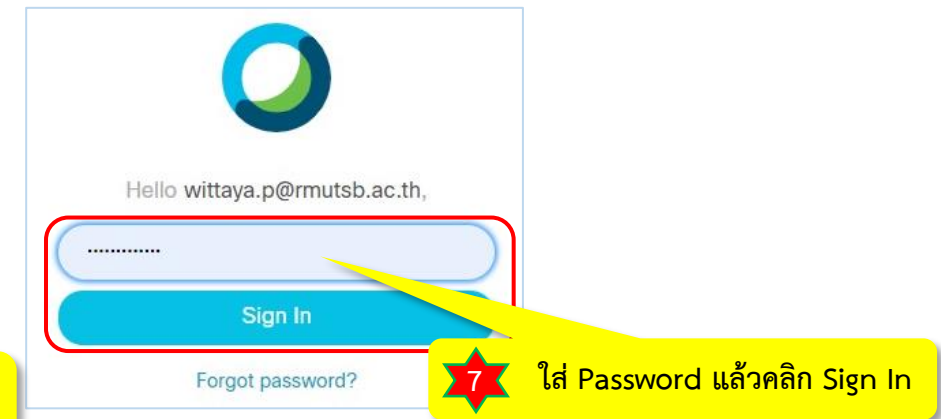 Hello wittaya.p@rmutsb.ac.th,
•••••••••••••
Sign In
Forgot password?
7 ใส่ Password แล้วคลิก Sign In